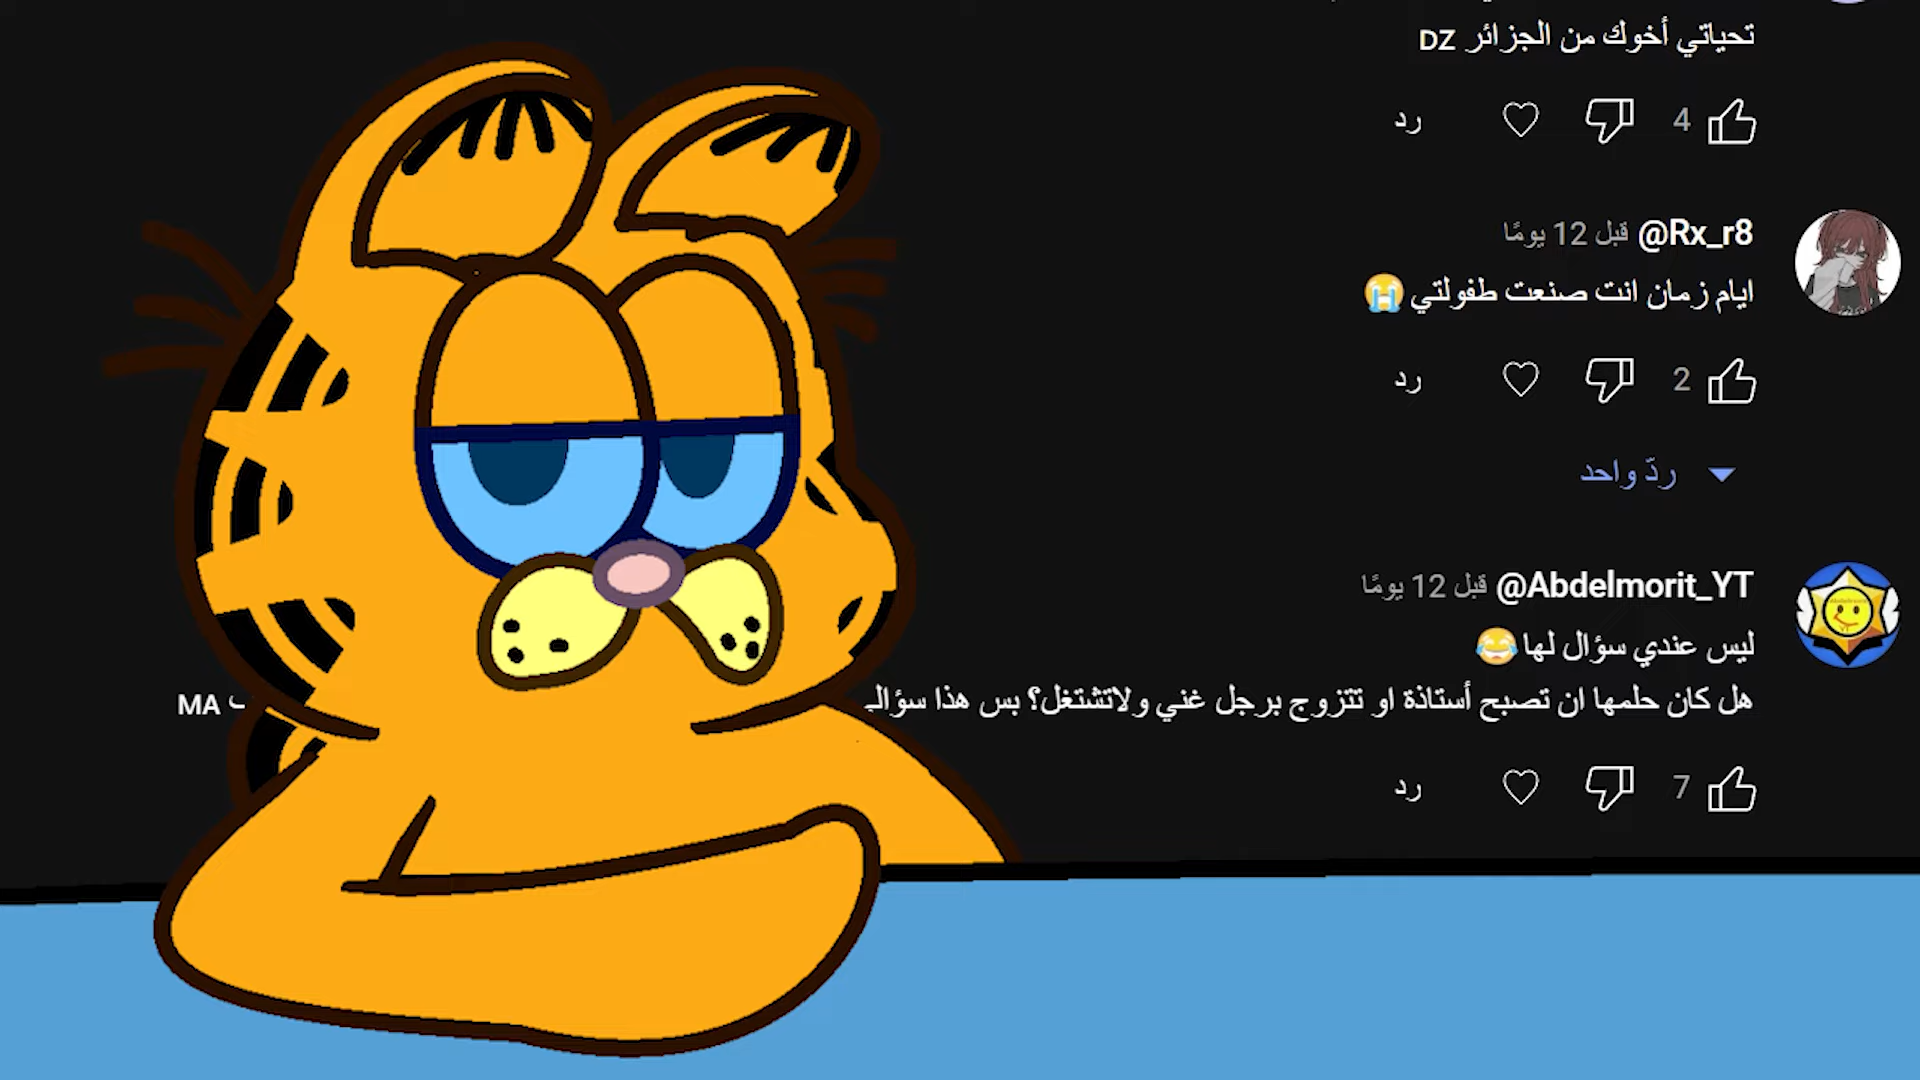 تحياتي أخوك من الجزائر DZ
4 رد
@Rx_r8 قبل 12 يومًا
ايام زمان انت صنعت طفولتي 😭
2 رد
ردّ واحد
@Abdelmorit_YT قبل 12 يومًا
ليس عندي سؤال لها😂
هل كان حلمها ان تصبح أستاذة او تتزوج برجل غني ولاتشتغل؟ بس هذا MA
7 رد